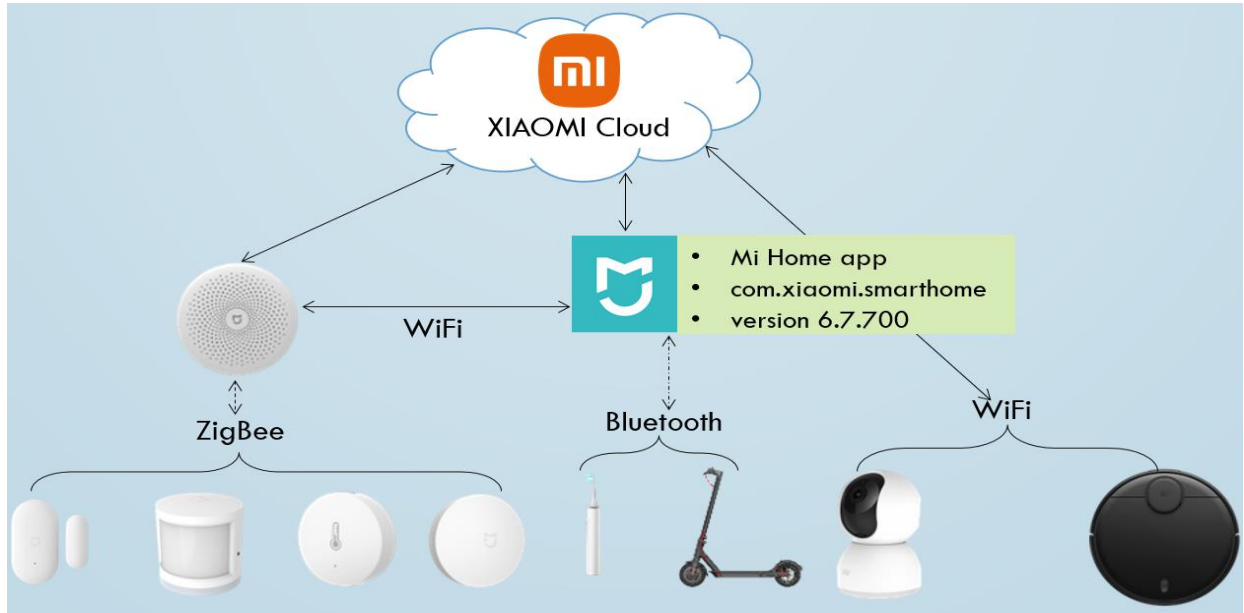 mi
XIAOMI Cloud
• Mi Home app
• com.xiaomi.smarthome
• version 6.7.700
WiFi
ZigBee
Bluetooth
WiFi